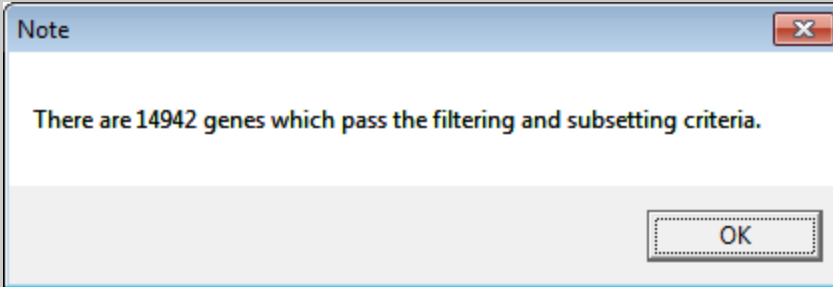 Note
There are 14942 genes which pass the filtering and subsetting criteria.
OK